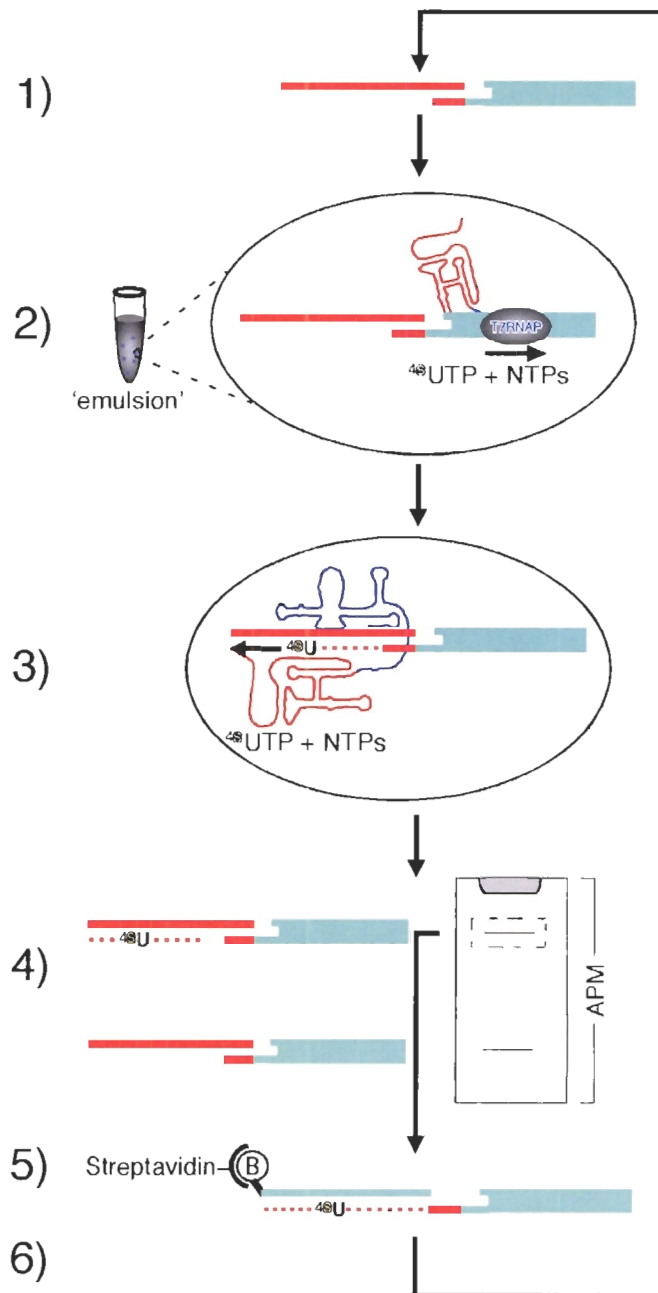 1)
2)
T7RNAP
4SUTP + NTPs
'emulsion'
3)
4SU
4SUTP + NTPs
4)
4SU
APM
5)
Streptavidin
B
4SU
6)